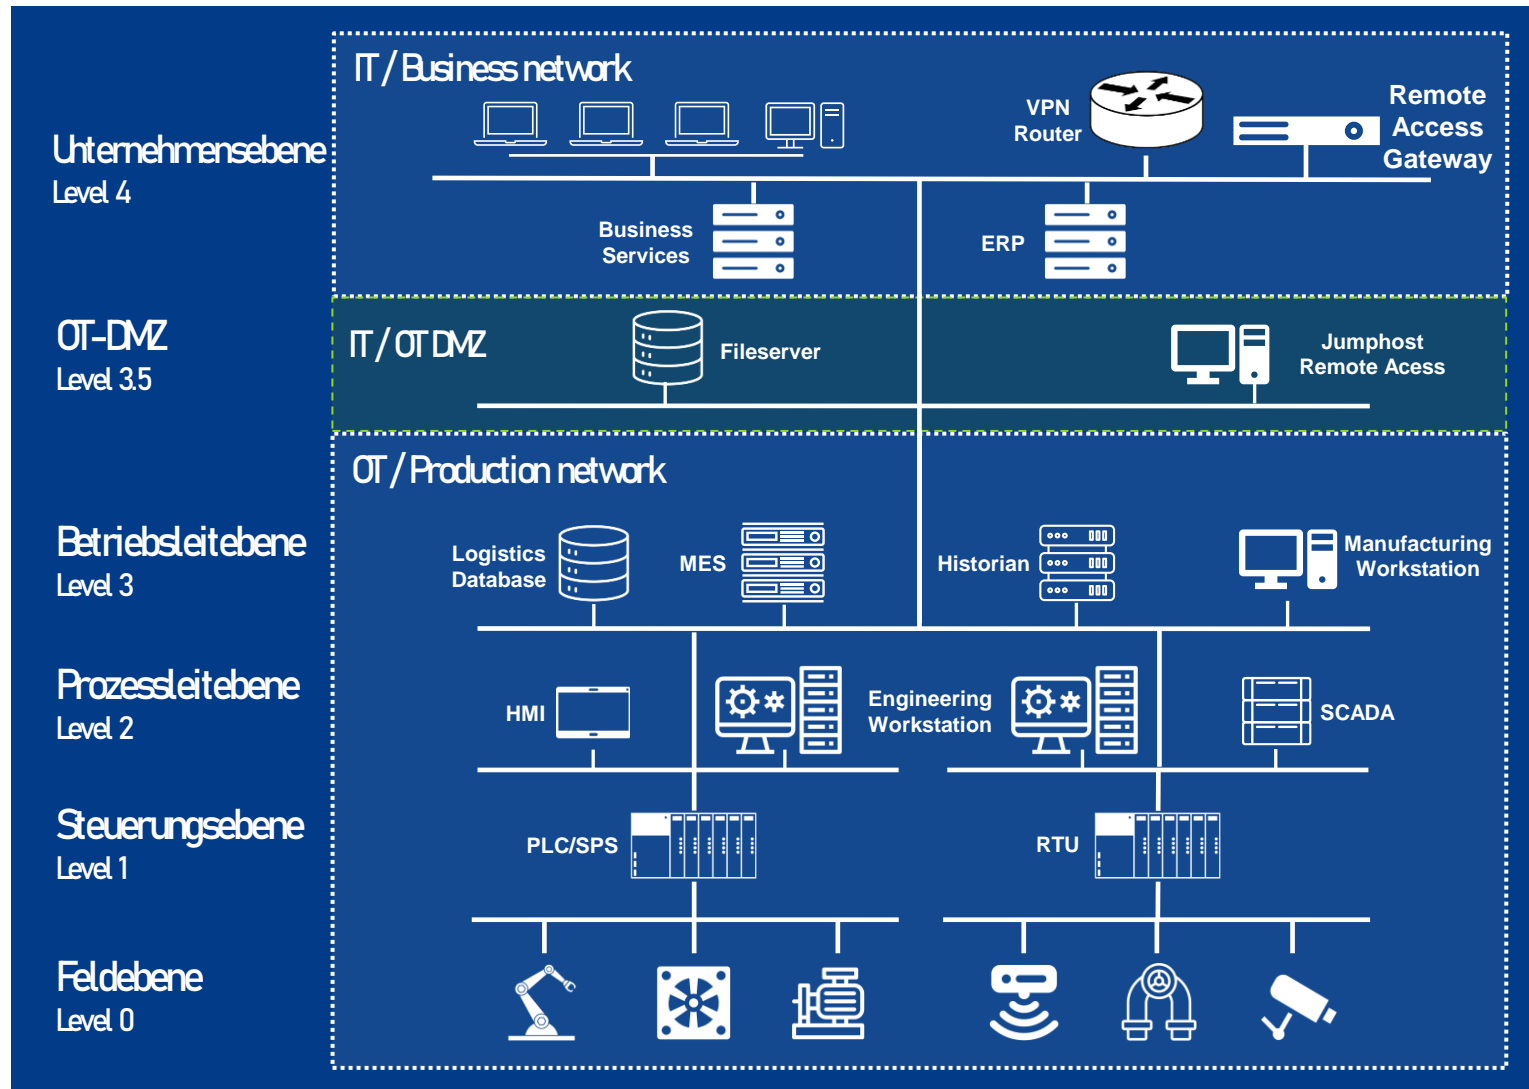 IT / Business network
VPN
Router
Remote
Access
Gateway
Unternehmensebene
Level 4
Business
Services
ERP
OT-DMZ
Level 3.5
IT / OT DMZ
Fileserver
Jumphost
Remote Acess
OT / Production network
Betriebsleitebene
Level 3
Logistics
Database
MES
Historian
Manufacturing
Workstation
Prozessleitebene
Level 2
HMI
Engineering
Workstation
SCADA
Steuerungsebene
Level 1
PLC/SPS
RTU
Feldebene
Level 0